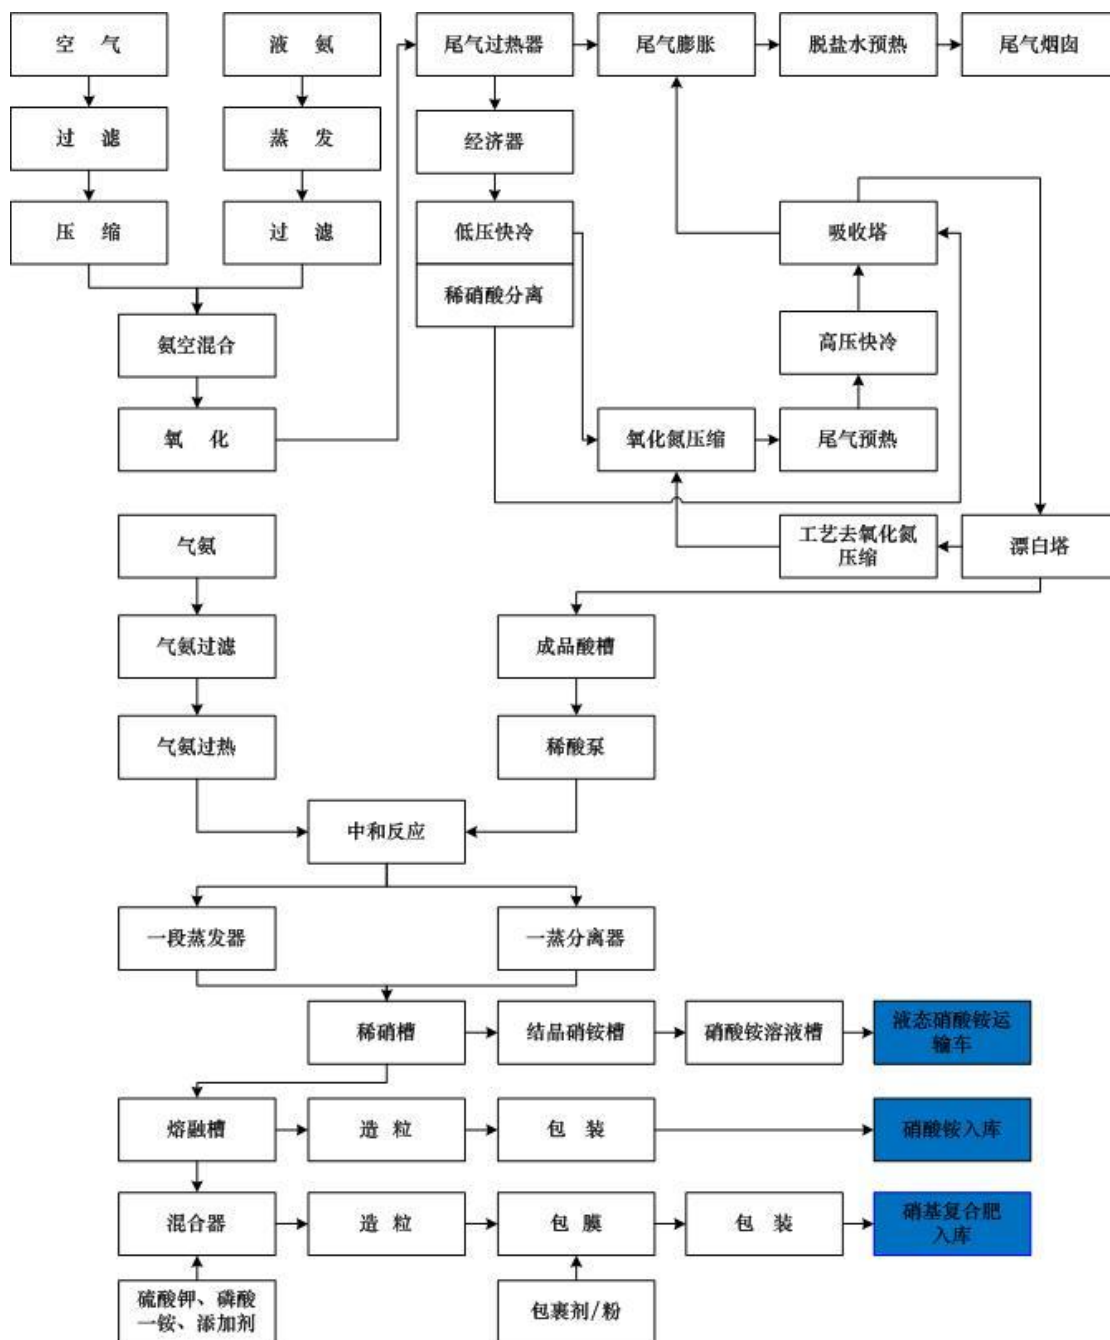 空 气
液 氨
尾气过热器
尾气膨胀
脱盐水预热
尾气烟囱
过 滤
蒸 发
经济器
压 缩
过 滤
低压快冷
吸收塔
稀硝酸分离
氨空混合
高压快冷
氧 化
氧化氮压缩
尾气预热
气氨
工艺去氧化氮
压缩
漂白塔
气氨过滤
成品酸槽
气氨过热
稀酸泵
中和反应
一段蒸发器
一蒸分离器
稀硝槽
结晶硝铵槽
硝酸铵溶液槽
液态硝酸铵运
输车
熔融槽
造 粒
包 装
硝酸铵入库
混合器
造 粒
包 膜
包 装
硝基复合肥
入库
硫酸钾、磷酸
一铵、添加剂
包裹剂/粉